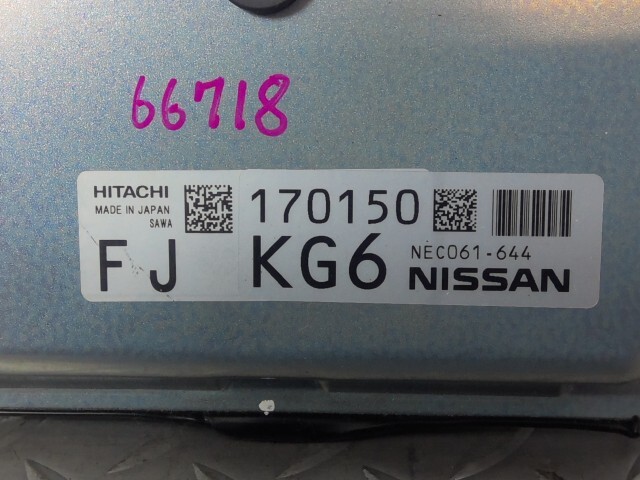 66718
HITACHI
MADE IN JAPAN
SAWA
170150
FJ
KG6
NEC061-644
NISSAN